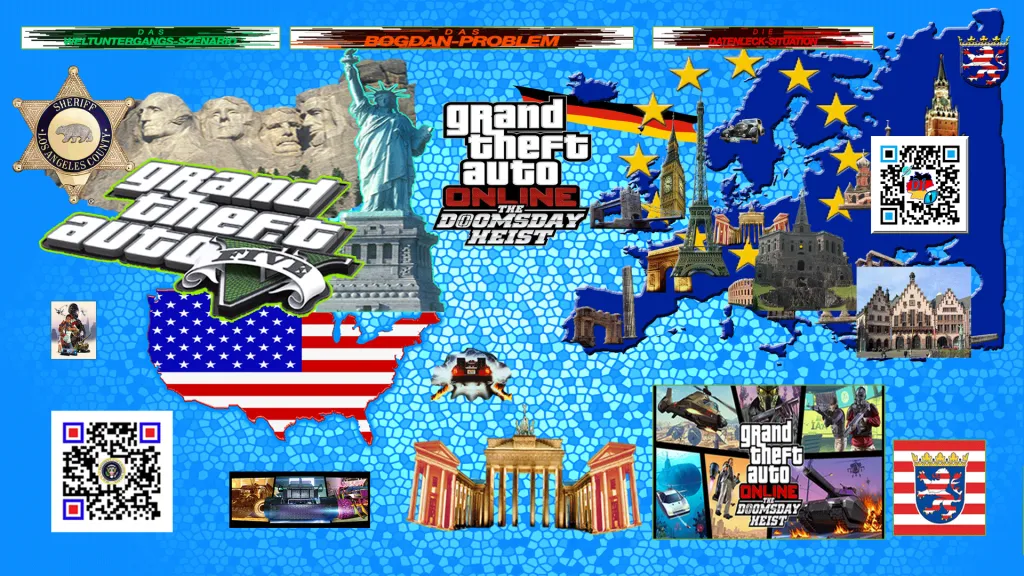 DAS
WELTUNTERGANGS-SZENARIO
DAS
BOGDAN-PROBLEM
DIE
DATENLECK-SITUATION
SHERIFF
LOS ANGELES COUNTY
grand
theft
auto
FIVE
grand
theft
auto
ONLINE
THE
DOOMSDAY
HEIST
grand
theft
auto
ONLINE
THE
DOOMSDAY
HEIST